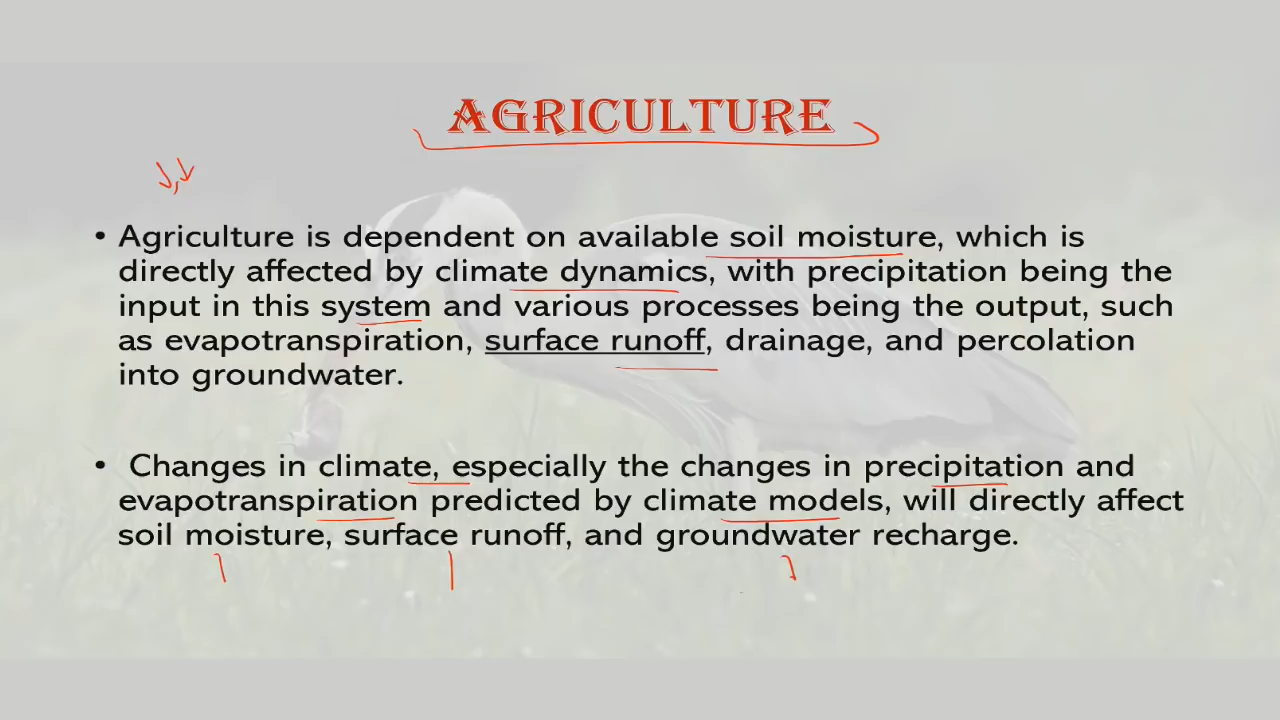 AGRICULTURE
• Agriculture is dependent on available soil moisture, which is
directly affected by climate dynamics, with precipitation being the
input in this system and various processes being the output, such
as evapotranspiration, surface runoff, drainage, and percolation
into groundwater.
• Changes in climate, especially the changes in precipitation and
evapotranspiration predicted by climate models, will directly affect
soil moisture, surface runoff, and groundwater recharge.